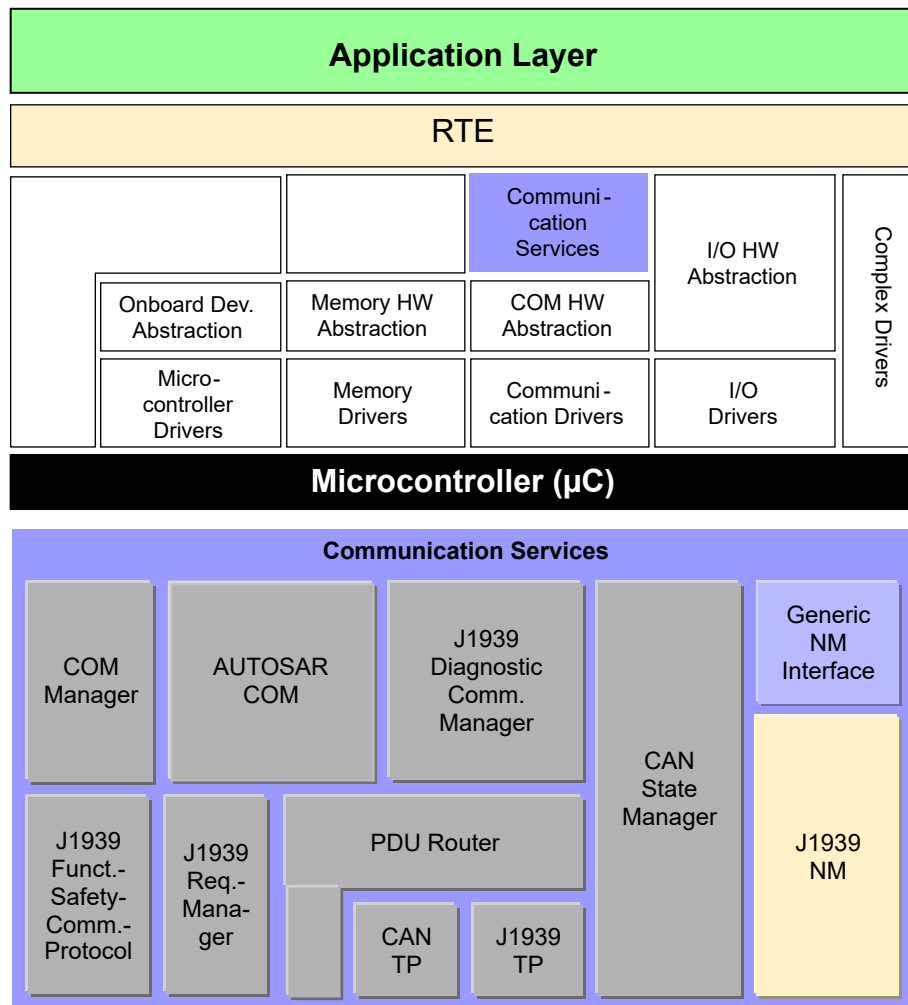 Application Layer
RTE
Communi-
cation
Services
I/O HW
Abstraction
Complex Drivers
Onboard Dev.
Abstraction
Memory HW
Abstraction
COM HW
Abstraction
Micro-
controller
Drivers
Memory
Drivers
Communi-
cation Drivers
I/O
Drivers
Microcontroller (µC)
Communication Services
COM
Manager
AUTOSAR
COM
J1939
Diagnostic
Comm.
Manager
CAN
State
Manager
Generic
NM
Interface
J1939
Funct.-
Safety-
Comm.-
Protocol
J1939
Req.-
Mana-
ger
PDU Router
CAN
TP
J1939
TP
J1939
NM